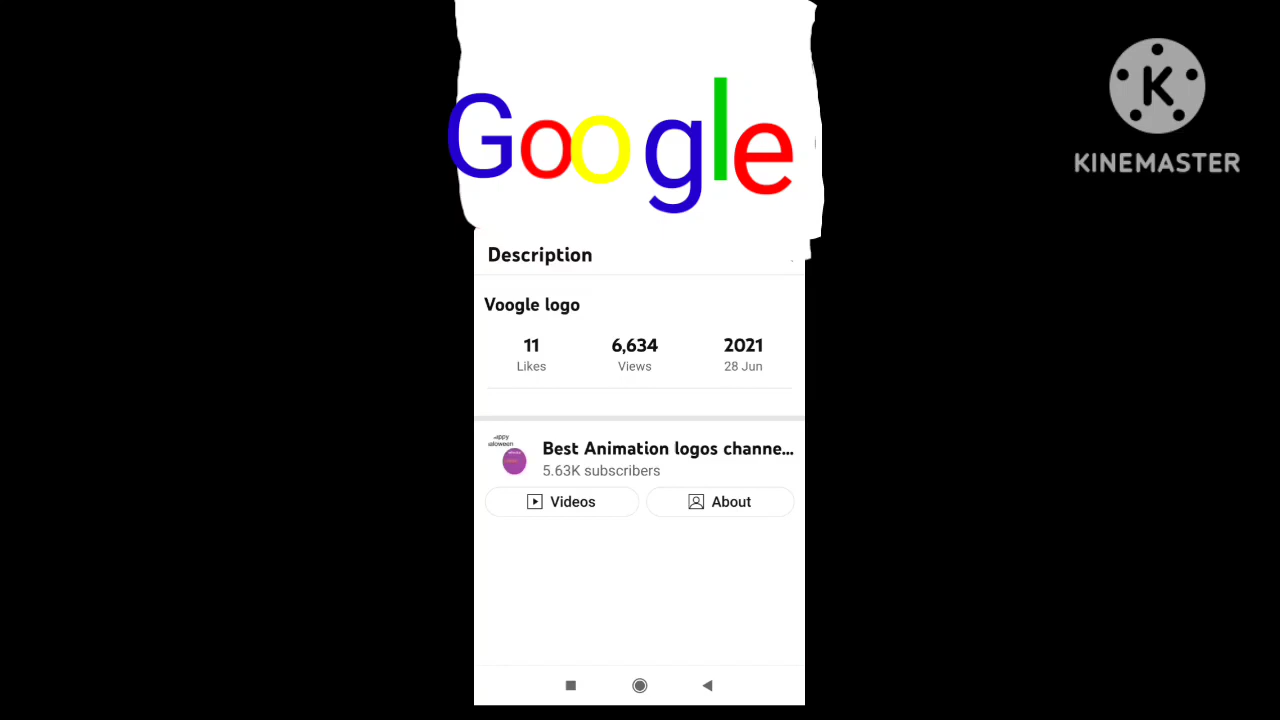 Google
K
KINEMASTER
Description
Voogle logo
11 6,634 2021
Likes Views 28 Jun
Best Animation logos channe...
5.63K subscribers
Videos About